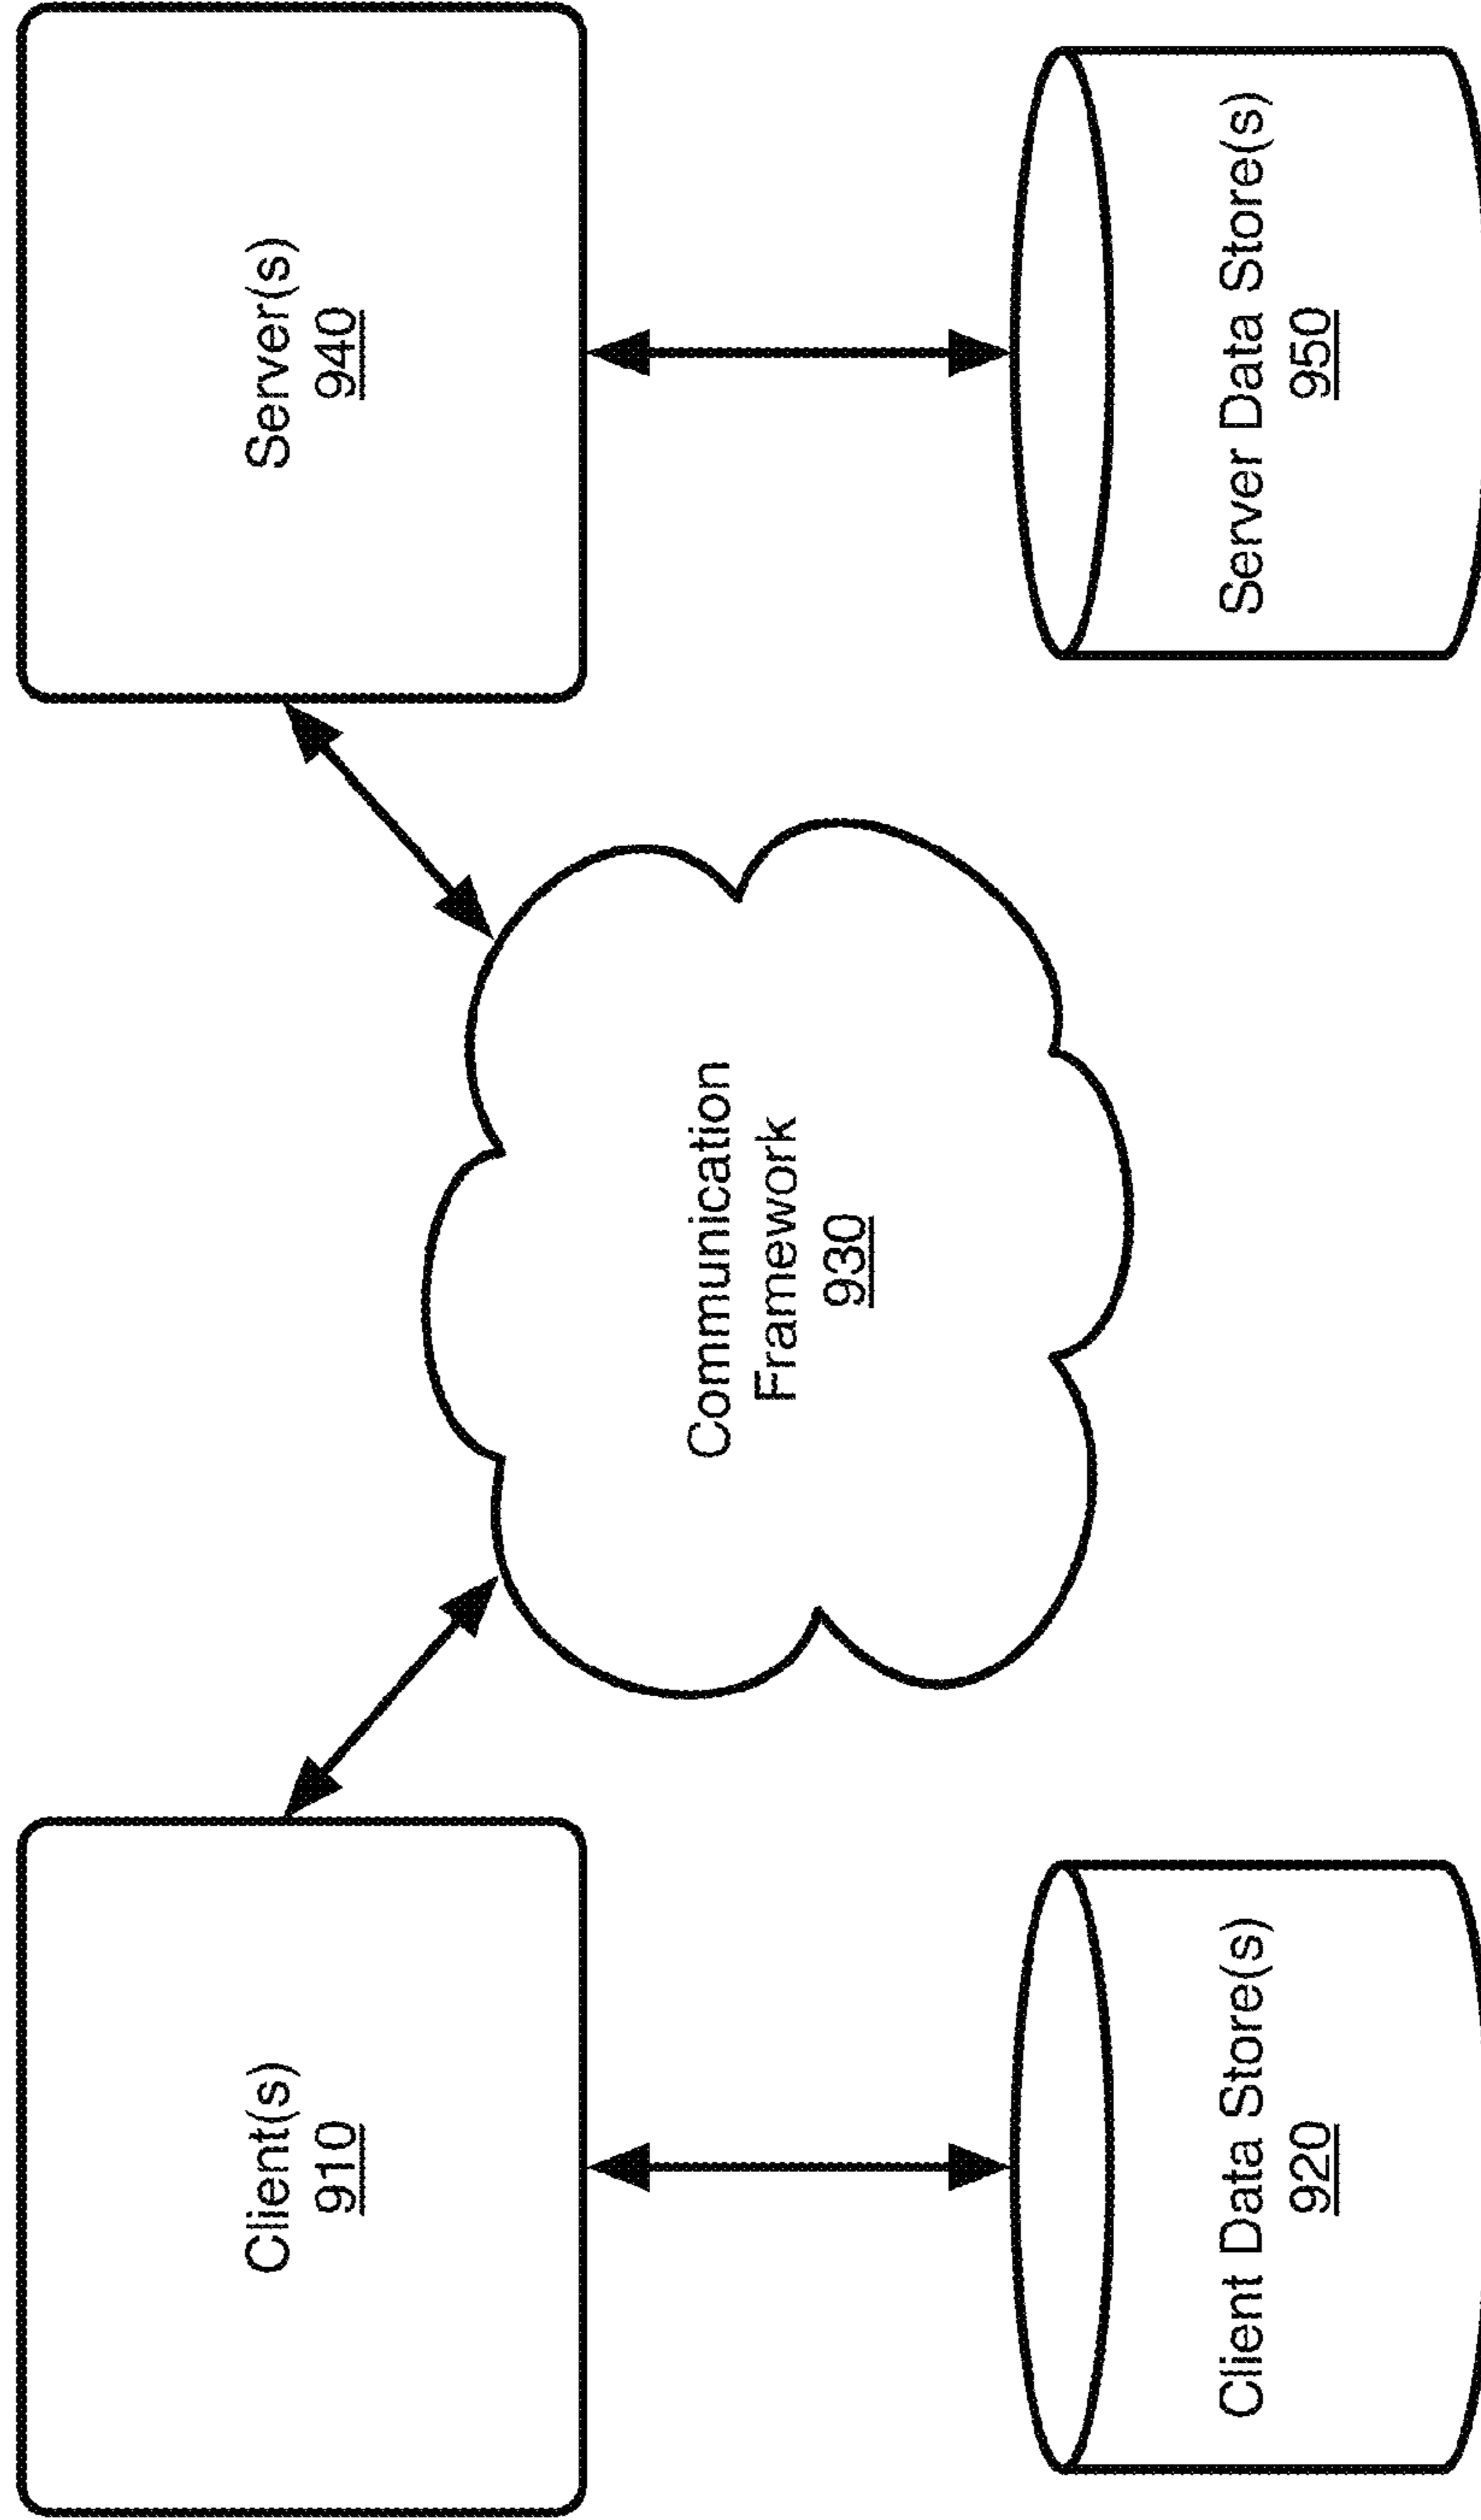 Client(s)
910
Server(s)
940
Communication
Framework
930
Client Data Store(s)
920
Server Data Store(s)
950